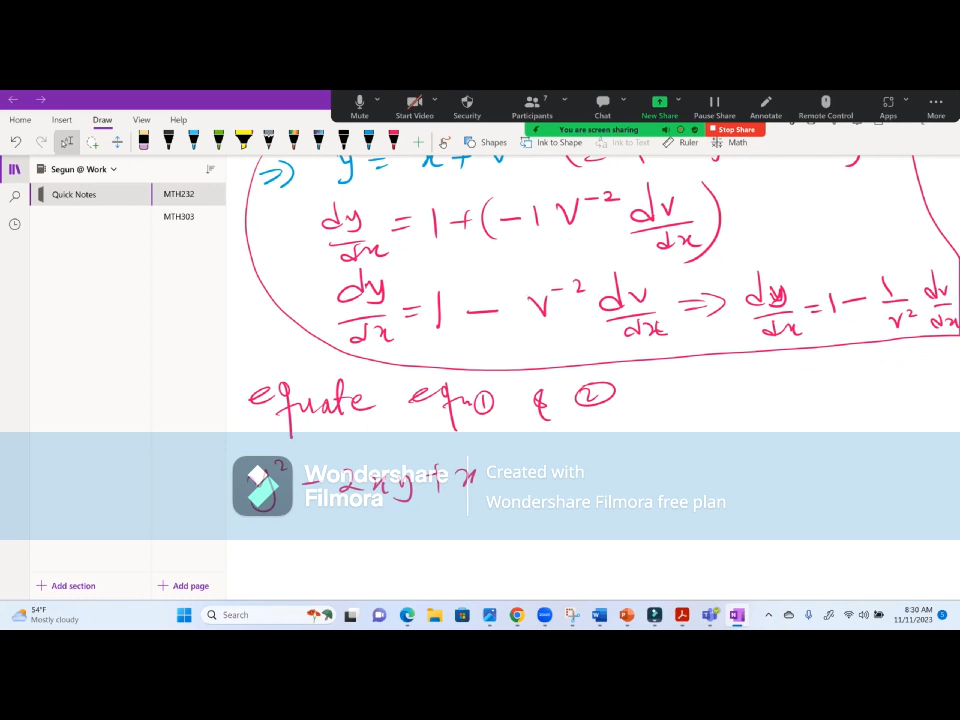 Mute
Start Video
Security
7
Participants
Chat
New Share
Pause Share
Annotate
Remote Control
Apps
More
Home
Insert
Draw
View
Help
You are screen sharing
Stop Share
Shapes
Ink to Shape
Ink to Text
Ruler
Math
Segun @ Work
Quick Notes
MTH232
MTH303
⇒ y = x + v
dy/dx = 1 + (-1 v⁻² dv/dx)
dy/dx = 1 - v⁻² dv/dx ⇒ dy/dx = 1 - 1/v² dv/dx
equate eqn ① & ②
y² - 2xy + x
Wondershare
Filmora
Created with
Wondershare Filmora free plan
Add section
Add page
54°F
Mostly cloudy
Search
8:30 AM
11/11/2023
5